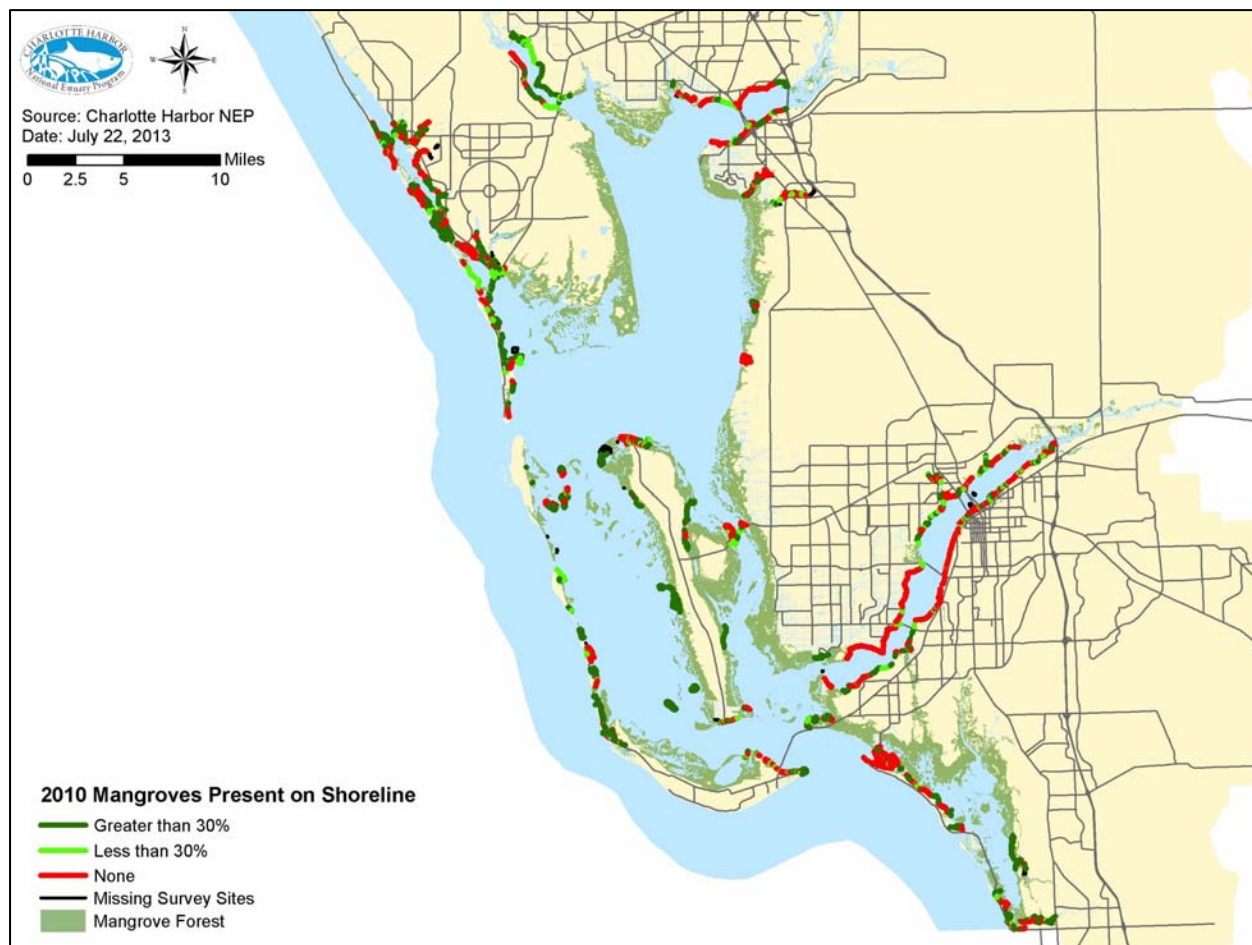 CHARLOTTE HARBOR
National Estuary Program
N
W
E
S
Source: Charlotte Harbor NEP
Date: July 22, 2013
Miles
0 2.5 5 10
2010 Mangroves Present on Shoreline
Greater than 30%
Less than 30%
None
Missing Survey Sites
Mangrove Forest